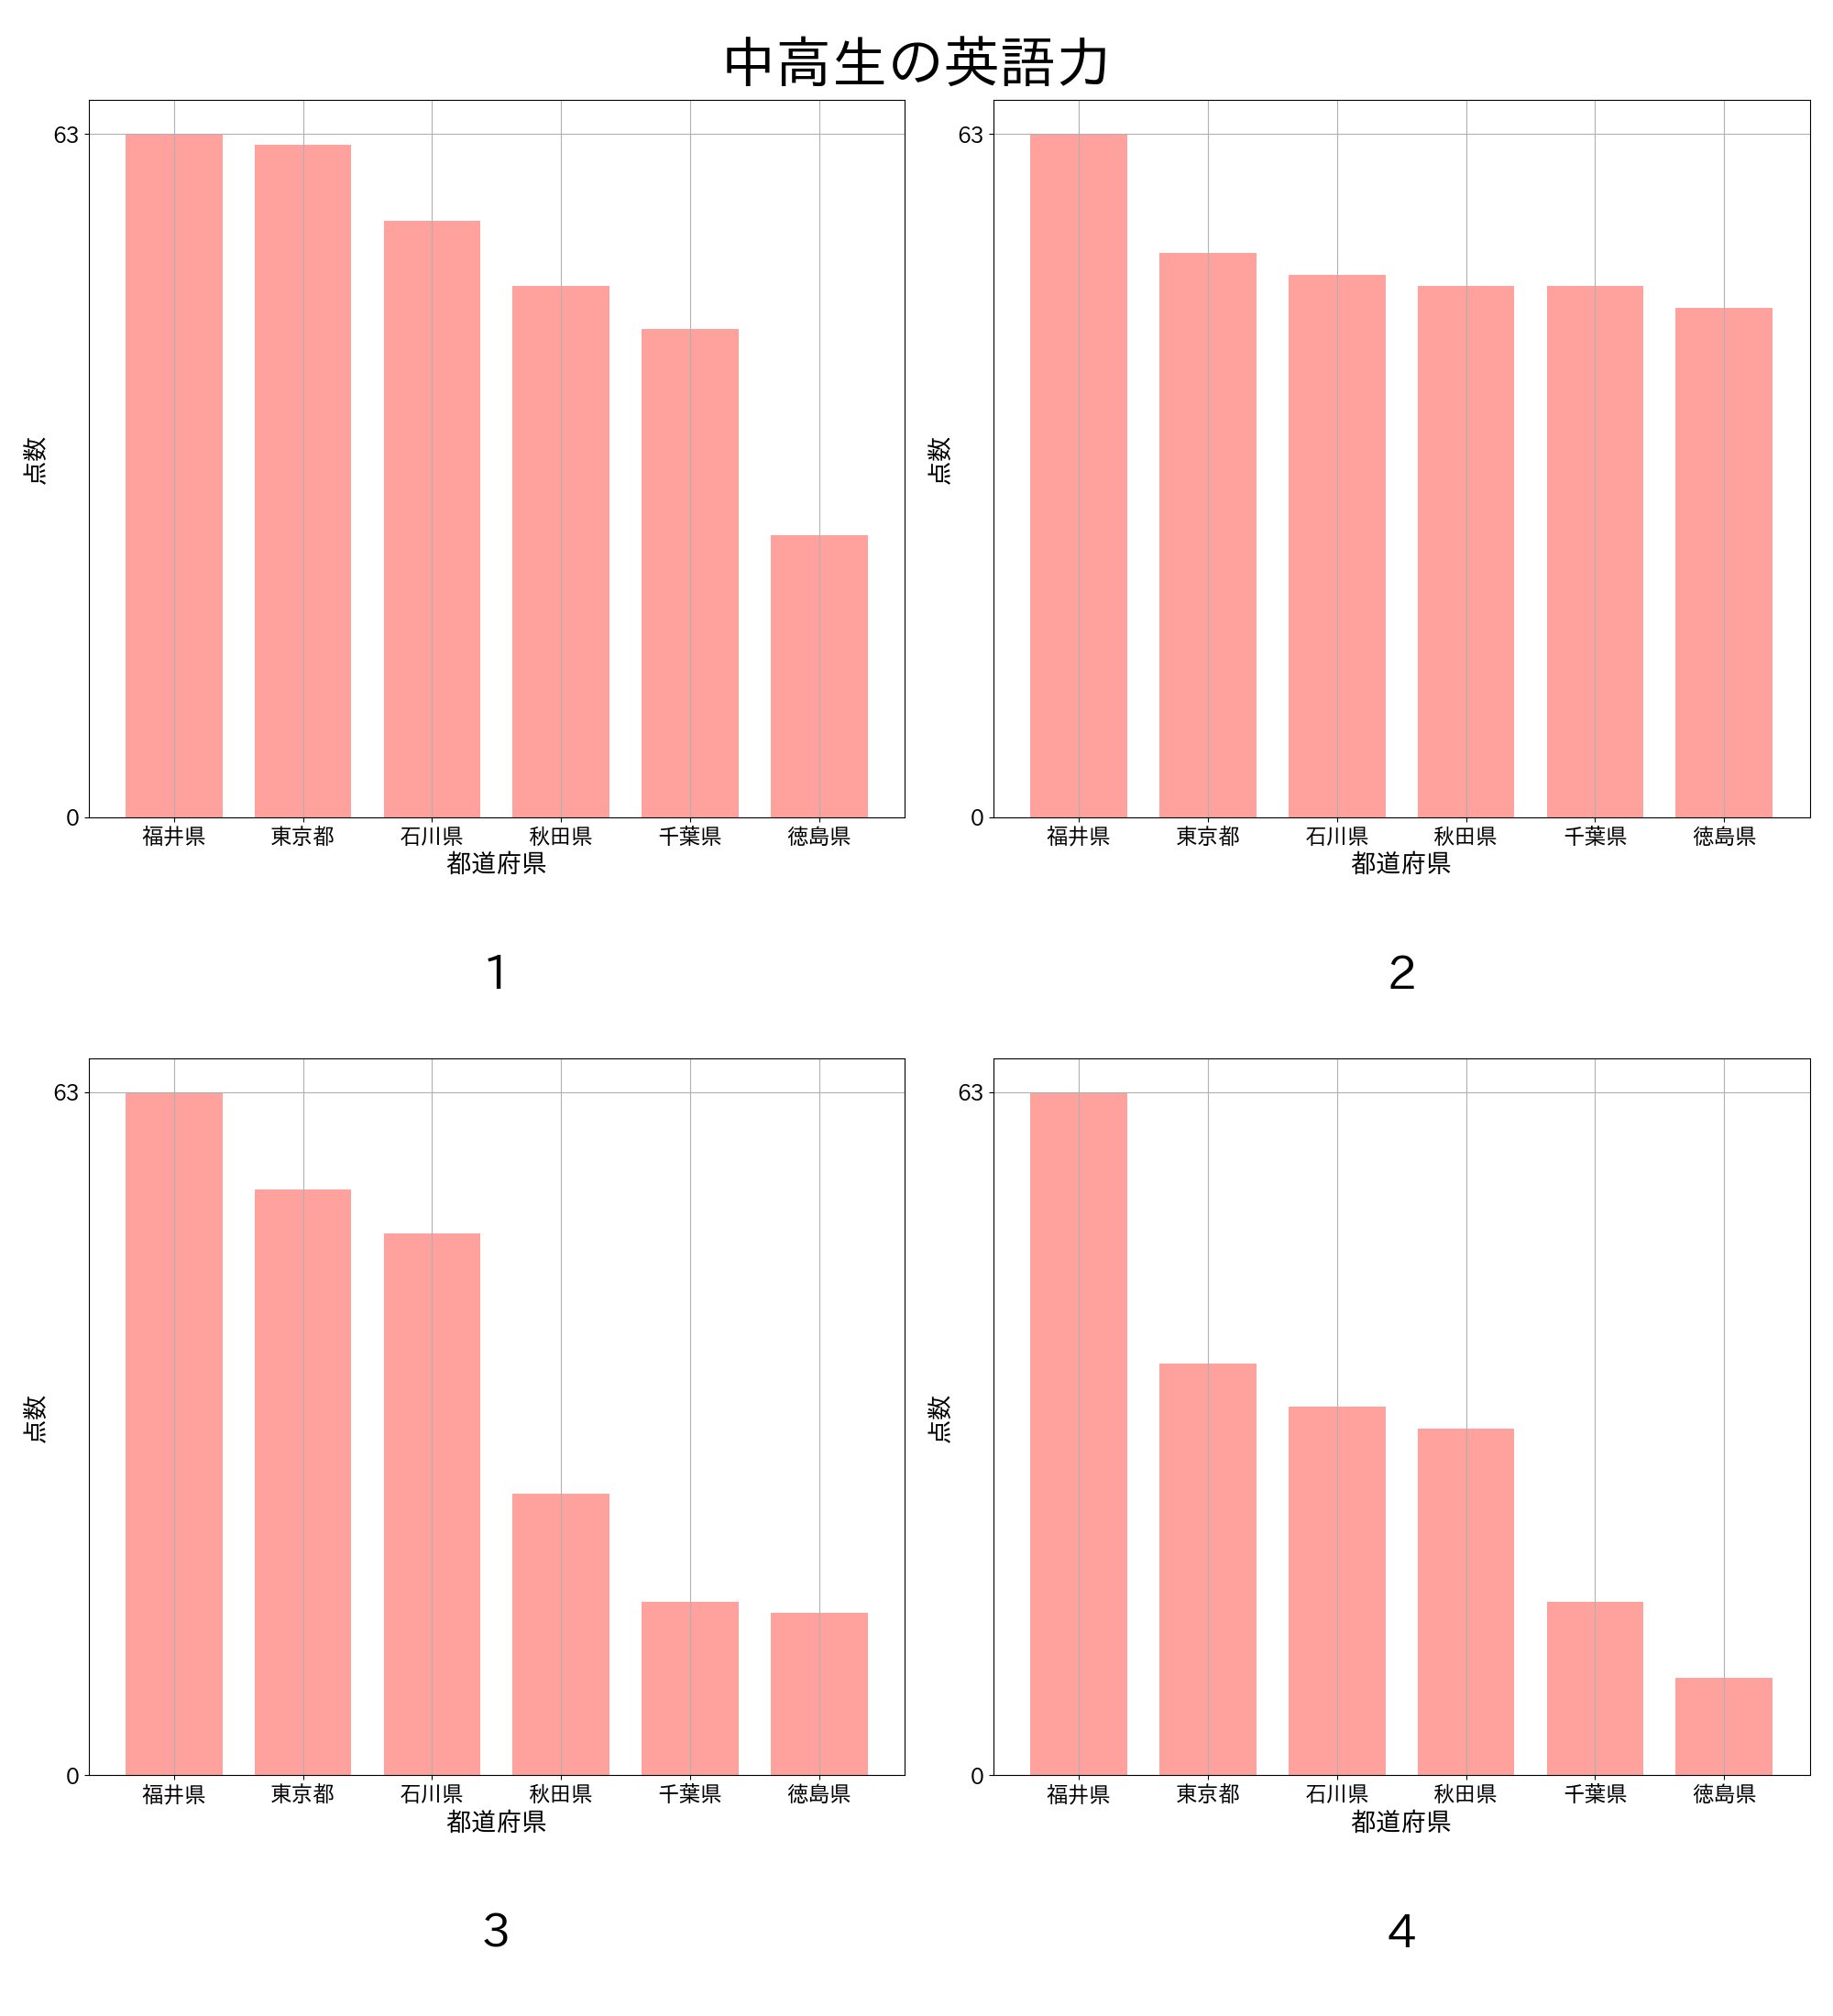 中高生の英語力
63
点数
0
福井県 東京都 石川県 秋田県 千葉県 徳島県
都道府県
1
63
点数
0
福井県 東京都 石川県 秋田県 千葉県 徳島県
都道府県
2
63
点数
0
福井県 東京都 石川県 秋田県 千葉県 徳島県
都道府県
3
63
点数
0
福井県 東京都 石川県 秋田県 千葉県 徳島県
都道府県
4